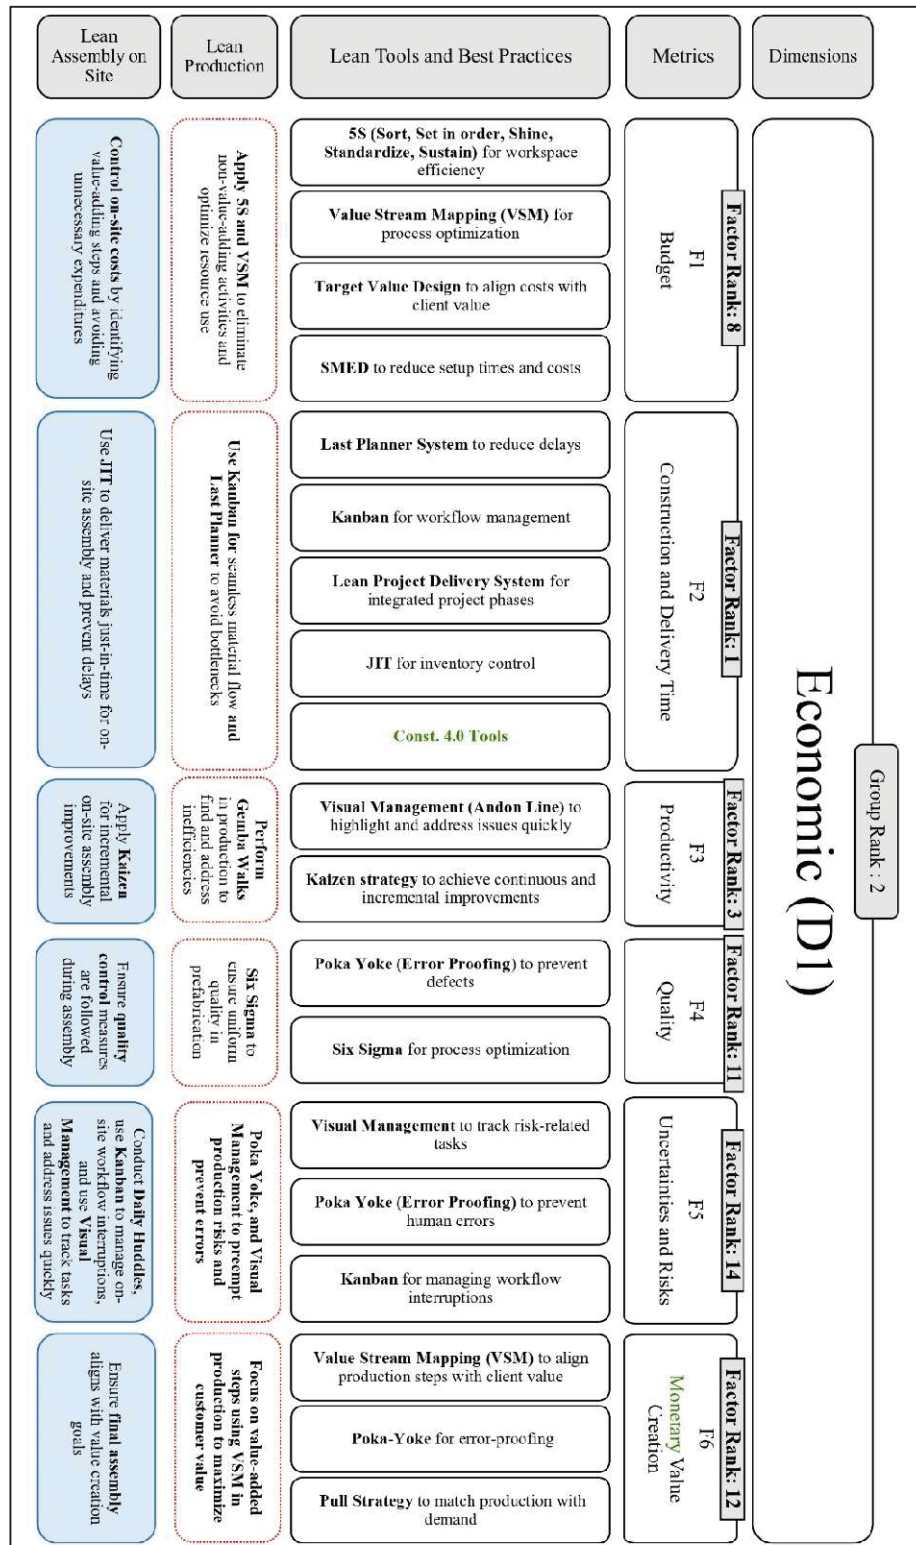 Lean
Assembly on
Site
Lean
Production
Lean Tools and Best Practices
Metrics
Dimensions
Group Rank : 2
Economic (D1)
Factor Rank: 8
F1
Budget
5S (Sort, Set in order, Shine,
Standardize, Sustain) for workspace
efficiency
Value Stream Mapping (VSM) for
process optimization
Target Value Design to align costs with
client value
SMED to reduce setup times and costs
Apply 5S and VSM to eliminate
non-value-adding activities and
optimize resource use
Control on-site costs by identifying
value-adding steps and avoiding
unnecessary expenditures
Factor Rank: 1
F2
Construction and Delivery Time
Last Planner System to reduce delays
Kanban for workflow management
Lean Project Delivery System for
integrated project phases
JIT for inventory control
Const. 4.0 Tools
Use Kanban for seamless material flow and
Last Planner to avoid bottlenecks
Use JIT to deliver materials just-in-time for on-
site assembly and prevent delays
Factor Rank: 3
F3
Productivity
Visual Management (Andon Line) to
highlight and address issues quickly
Kaizen strategy to achieve continuous and
incremental improvements
Perform
Gemba Walks
in production to
find and address
inefficiencies
Apply Kaizen
for incremental
on-site assembly
improvements
Factor Rank: 11
F4
Quality
Poka Yoke (Error Proofing) to prevent
defects
Six Sigma for process optimization
Six Sigma to
ensure uniform
quality in
prefabrication
Ensure quality
control measures
are followed
during assembly
Factor Rank: 14
F5
Uncertainties and Risks
Visual Management to track risk-related
tasks
Poka Yoke (Error Proofing) to prevent
human errors
Kanban for managing workflow
interruptions
Poka Yoke, and Visual
Management to preempt
production risks and
prevent errors
Conduct Daily Huddles,
use Kanban to manage on-
site workflow interruptions,
and use Visual
Management to track tasks
and address issues quickly
Factor Rank: 12
F6
Monetary Value
Creation
Value Stream Mapping (VSM) to align
production steps with client value
Poka-Yoke for error-proofing
Pull Strategy to match production with
demand
Focus on value-added
steps using VSM in
production to maximize
customer value
Ensure final assembly
aligns with value creation
goals